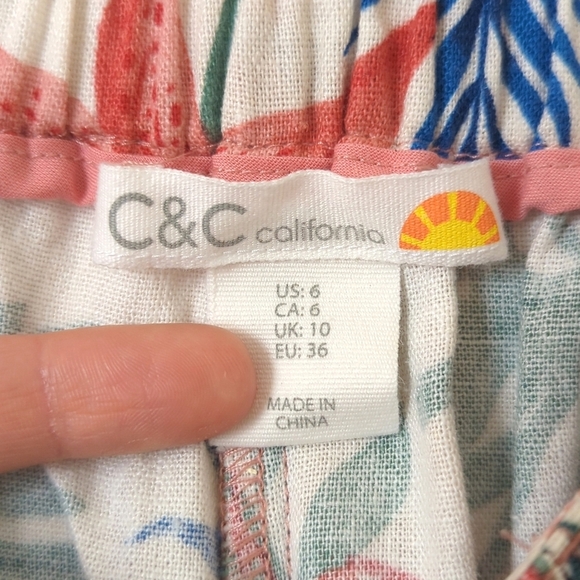 C&C california
US: 6
CA: 6
UK: 10
EU: 36
MADE IN
CHINA